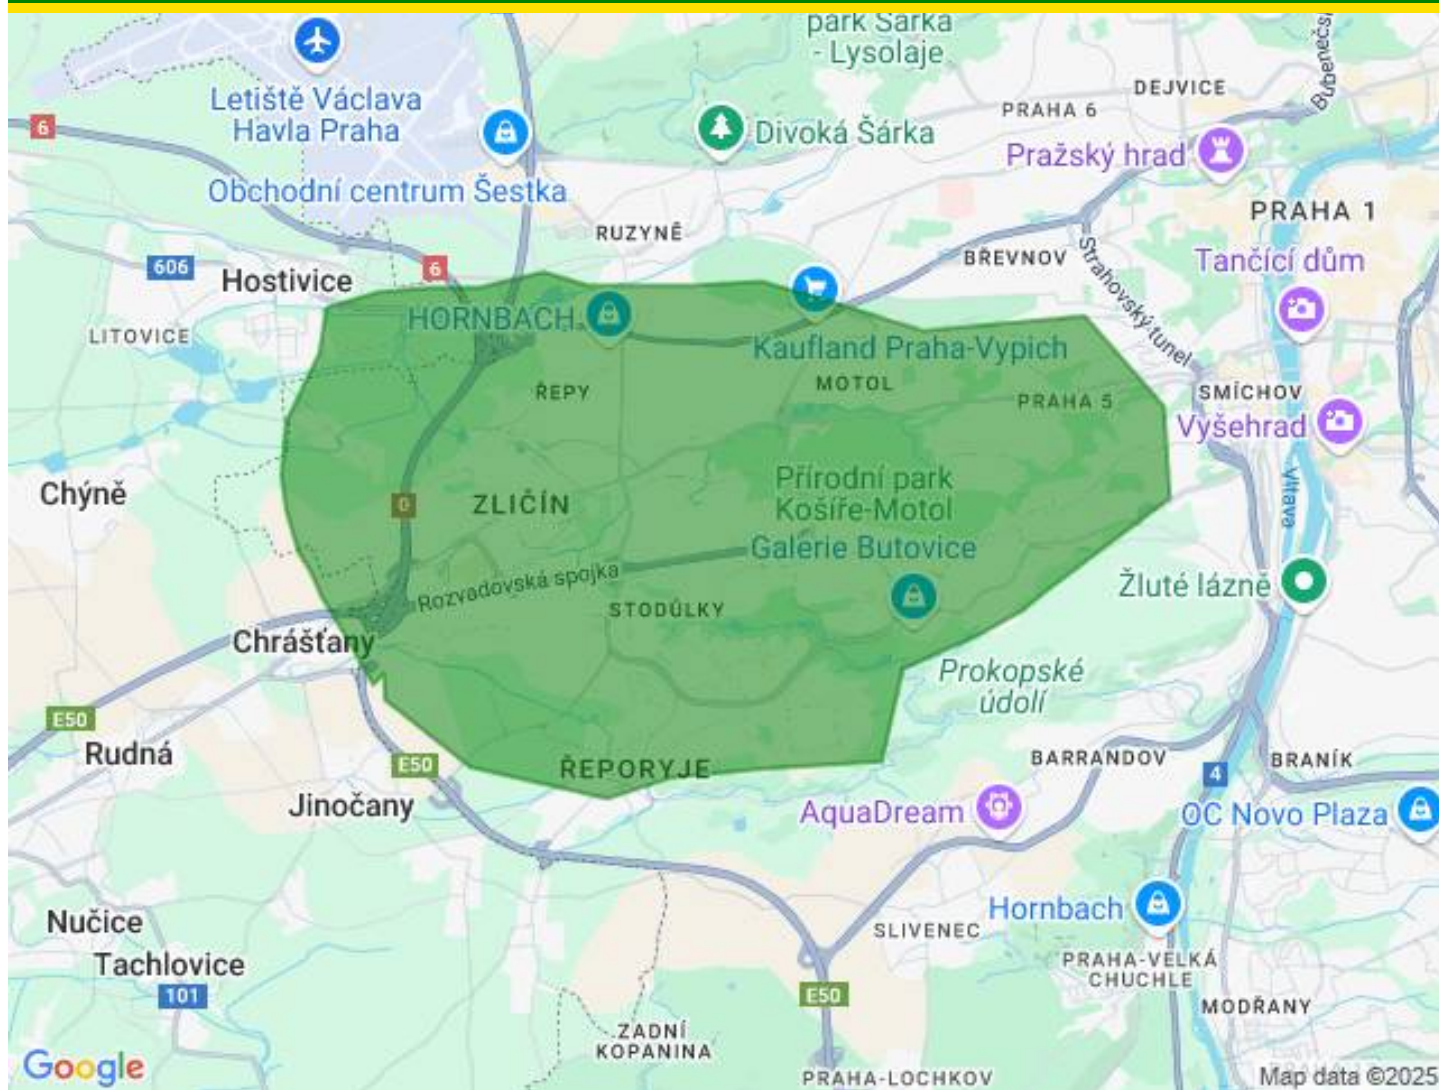 park Šárka
- Lysolaje
Bubenečs
DEJVICE
PRAHA 6
Letiště Václava
Havla Praha
6
Divoká Šárka
Pražský hrad
Obchodní centrum Šestka
PRAHA 1
RUZYNĚ
BŘEVNOV
Strahovský tunel
Tančící dům
606
6
Hostivice
HORNBACH
LITOVICE
Kaufland Praha-Vypich
ŘEPY
MOTOL
PRAHA 5
SMÍCHOV
Vyšehrad
Chýně
0
ZLIČÍN
Přírodní park
Košíře-Motol
Vltava
Galerie Butovice
Rozvadovská spojka
Žluté lázně
STODŮLKY
Chrášťany
Prokopské
údolí
E50
Rudná
E50
ŘEPORYJE
BARRANDOV
4
BRANÍK
Jinočany
AquaDream
OC Novo Plaza
Nučice
Hornbach
SLIVENEC
Tachlovice
PRAHA-VELKÁ
CHUCHLE
101
E50
MODŘANY
ZADNÍ
KOPANINA
Google
PRAHA-LOCHKOV
Map data ©2025